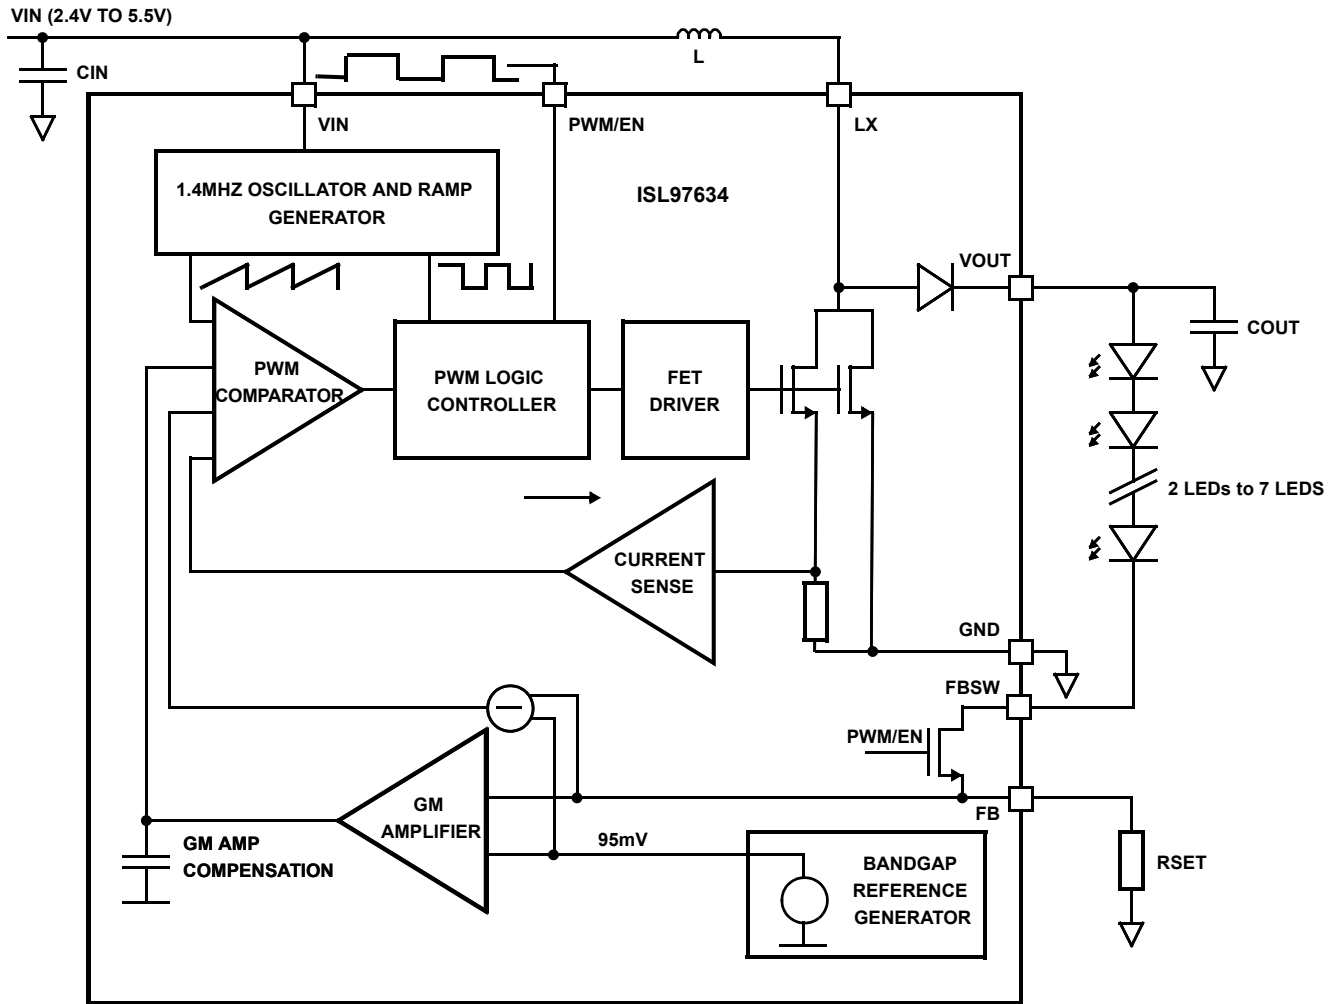 VIN (2.4V TO 5.5V)
CIN
L
VIN
PWM/EN
LX
1.4MHZ OSCILLATOR AND RAMP
GENERATOR
ISL97634
VOUT
COUT
PWM
COMPARATOR
PWM LOGIC
CONTROLLER
FET
DRIVER
2 LEDs to 7 LEDS
CURRENT
SENSE
GND
FBSW
PWM/EN
FB
GM
AMPLIFIER
95mV
GM AMP
COMPENSATION
BANDGAP
REFERENCE
GENERATOR
RSET